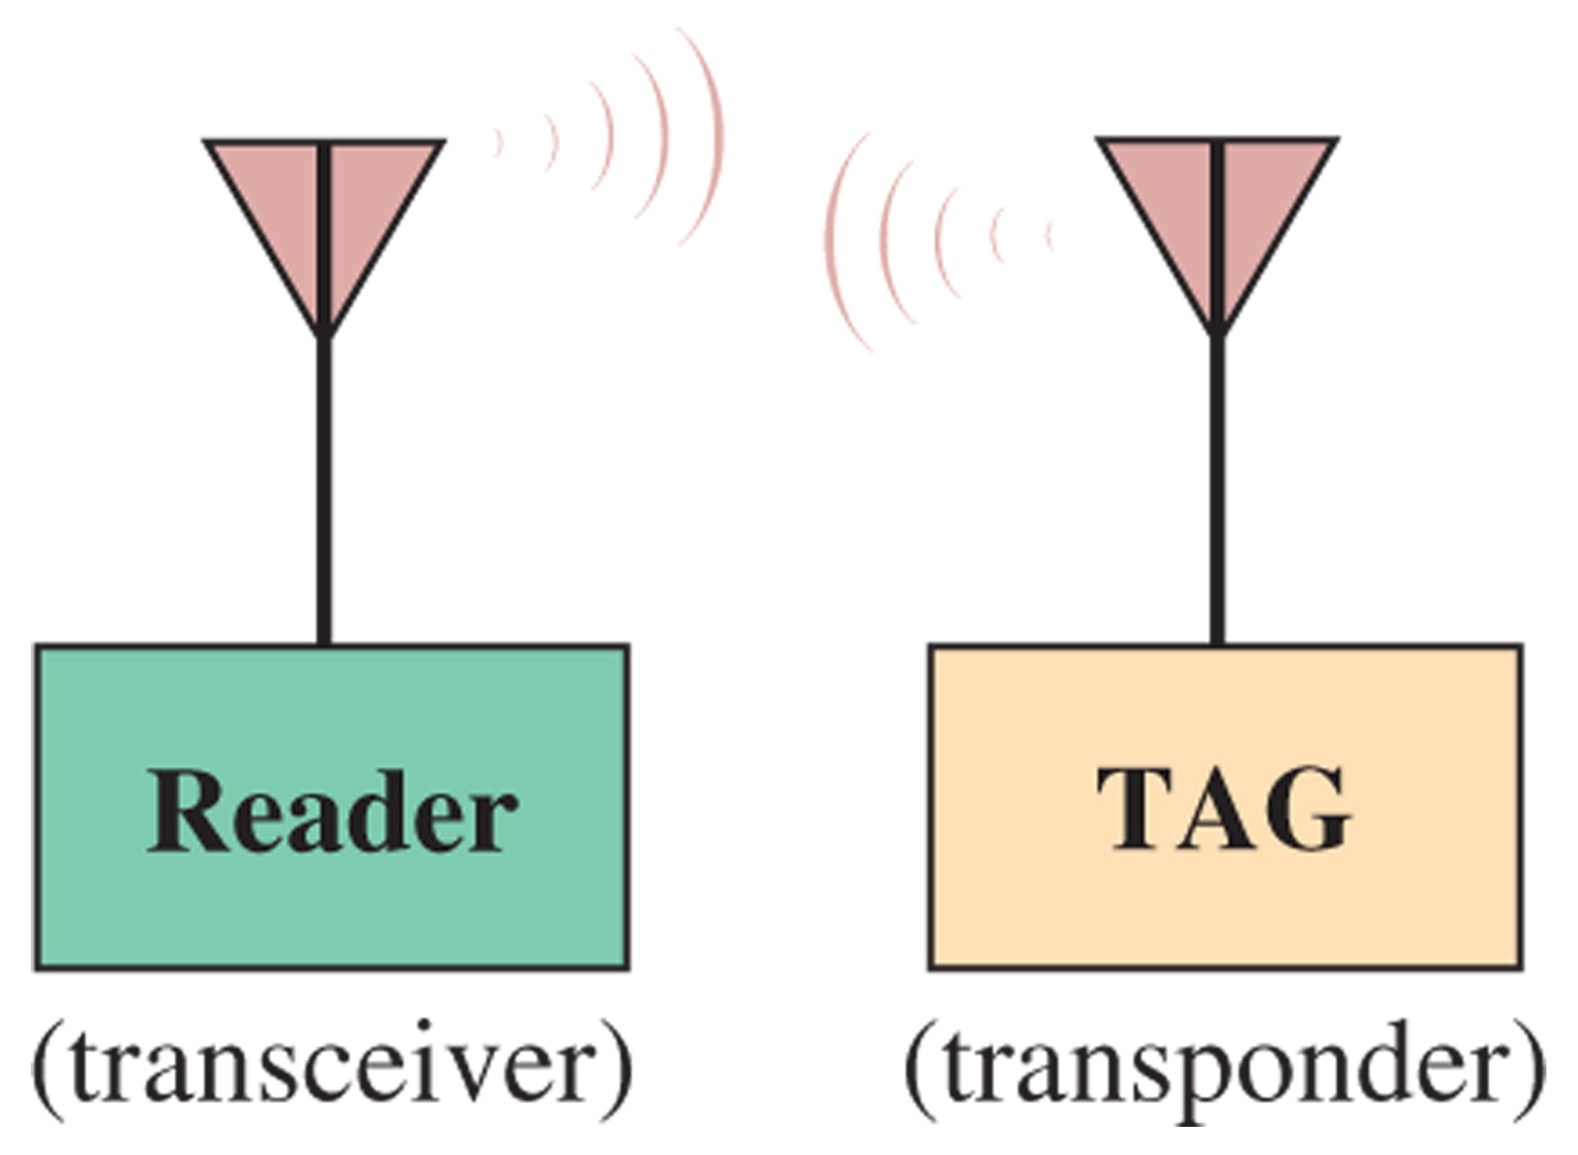 Reader
TAG
(transceiver)
(transponder)